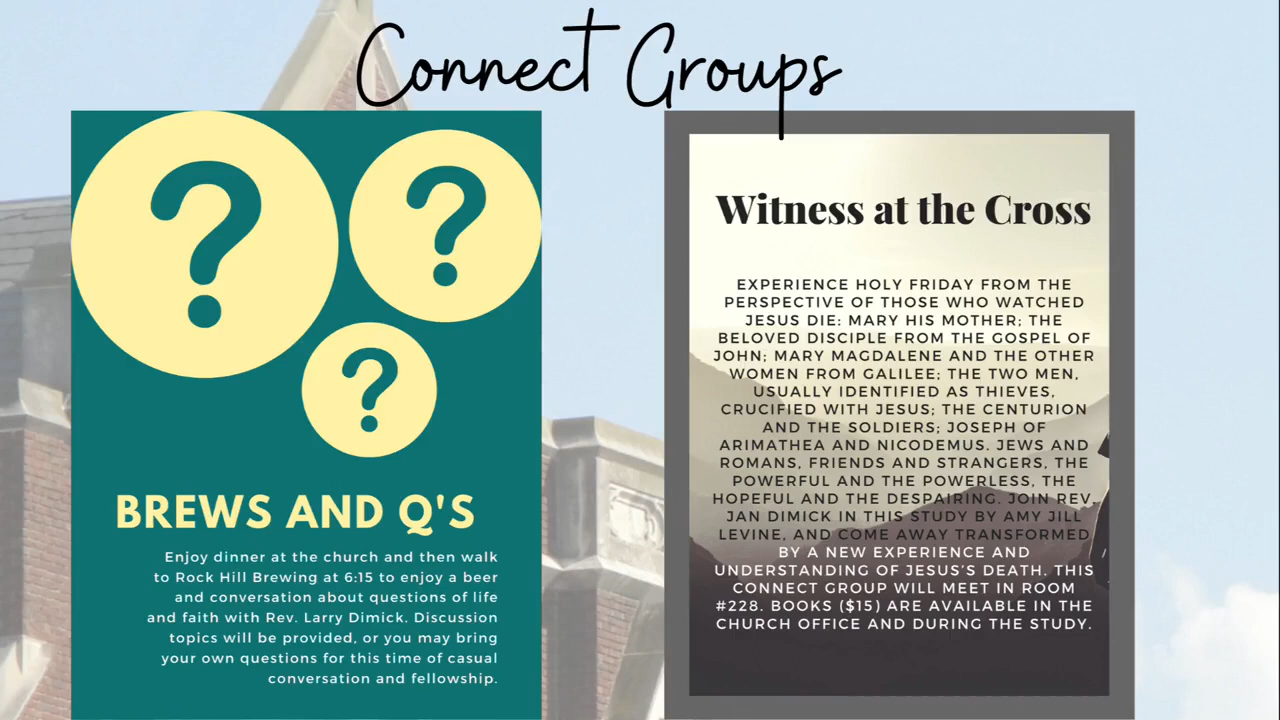 Connect Groups
?
?
?
BREWS AND Q'S
Enjoy dinner at the church and then walk
to Rock Hill Brewing at 6:15 to enjoy a beer
and conversation about questions of life
and faith with Rev. Larry Dimick. Discussion
topics will be provided, or you may bring
your own questions for this time of casual
conversation and fellowship.
Witness at the Cross
EXPERIENCE HOLY FRIDAY FROM THE
PERSPECTIVE OF THOSE WHO WATCHED
JESUS DIE: MARY HIS MOTHER; THE
BELOVED DISCIPLE FROM THE GOSPEL OF
JOHN; MARY MAGDALENE AND THE OTHER
WOMEN FROM GALILEE; THE TWO MEN,
USUALLY IDENTIFIED AS THIEVES,
CRUCIFIED WITH JESUS; THE CENTURION
AND THE SOLDIERS; JOSEPH OF
ARIMATHEA AND NICODEMUS. JEWS AND
ROMANS, FRIENDS AND STRANGERS, THE
POWERFUL AND THE POWERLESS, THE
HOPEFUL AND THE DESPAIRING. JOIN REV.
JAN DIMICK IN THIS STUDY BY AMY JILL
LEVINE, AND COME AWAY TRANSFORMED
BY A NEW EXPERIENCE AND
UNDERSTANDING OF JESUS'S DEATH. THIS
CONNECT GROUP WILL MEET IN ROOM
#228. BOOKS ($15) ARE AVAILABLE IN THE
CHURCH OFFICE AND DURING THE STUDY.